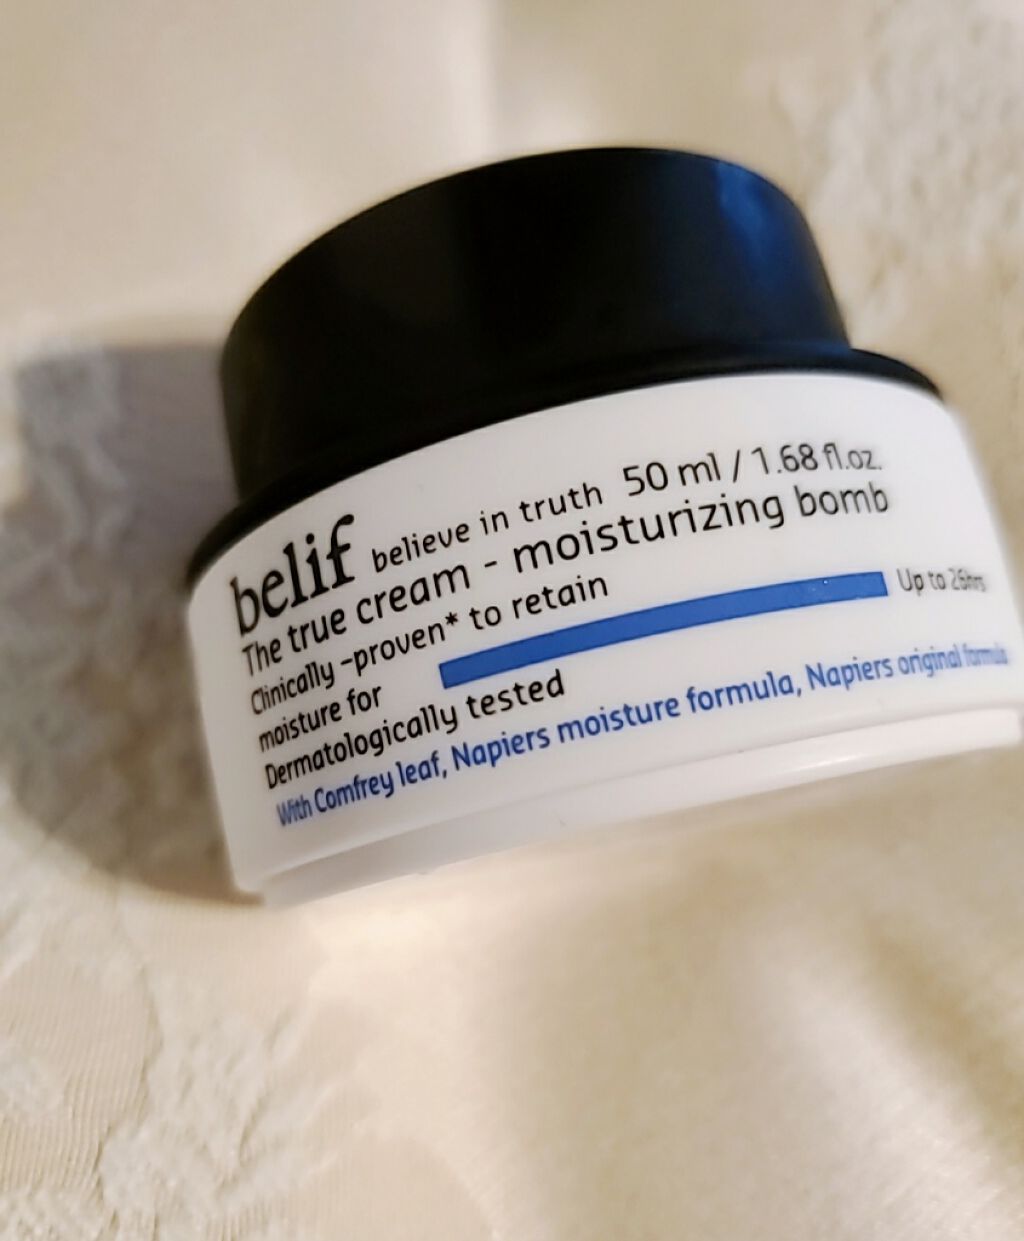 belif believe in truth 50 ml / 1.68 fl.oz.
The true cream - moisturizing bomb
Clinically -proven* to retain
moisture for Up to 26hrs
Dermatologically tested
With Comfrey leaf, Napiers moisture formula, Napiers original formula